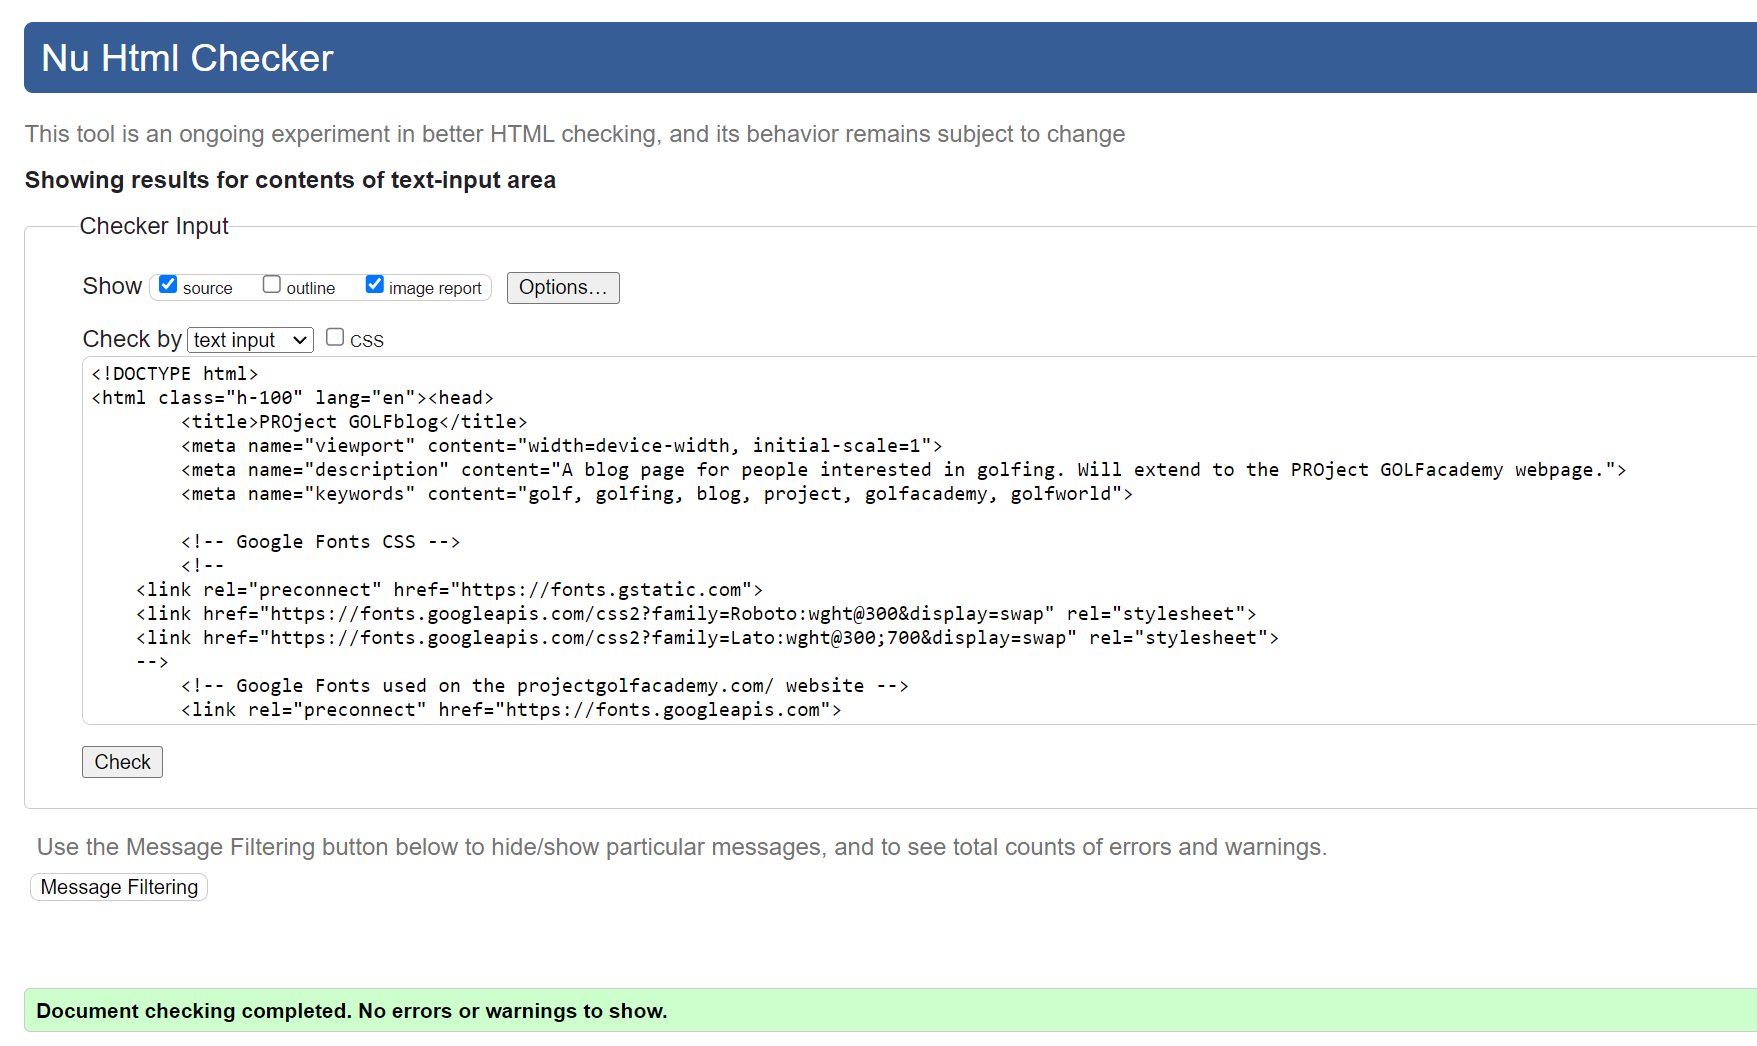 Nu Html Checker
This tool is an ongoing experiment in better HTML checking, and its behavior remains subject to change
Showing results for contents of text-input area
Checker Input
Show source outline image report Options...
Check by text input CSS
<!DOCTYPE html>
<html class="h-100" lang="en"><head>
<title>PROject GOLFblog</title>
<meta name="viewport" content="width=device-width, initial-scale=1">
<meta name="description" content="A blog page for people interested in golfing. Will extend to the PROject GOLFacademy webpage.">
<meta name="keywords" content="golf, golfing, blog, project, golfacademy, golfworld">
<!-- Google Fonts CSS -->
<!--
<link rel="preconnect" href="https://fonts.gstatic.com">
<link href="https://fonts.googleapis.com/css2?family=Roboto:wght@300&display=swap" rel="stylesheet">
<link href="https://fonts.googleapis.com/css2?family=Lato:wght@300;700&display=swap" rel="stylesheet">
-->
<!-- Google Fonts used on the projectgolfacademy.com/ website -->
<link rel="preconnect" href="https://fonts.googleapis.com">
Check
Use the Message Filtering button below to hide/show particular messages, and to see total counts of errors and warnings.
Message Filtering
Document checking completed. No errors or warnings to show.